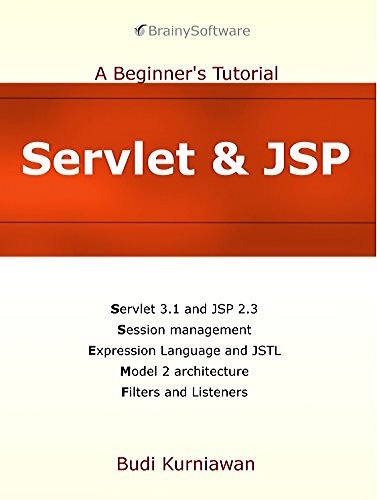 BrainySoftware
A Beginner's Tutorial
Servlet & JSP
Servlet 3.1 and JSP 2.3
Session management
Expression Language and JSTL
Model 2 architecture
Filters and Listeners
Budi Kurniawan